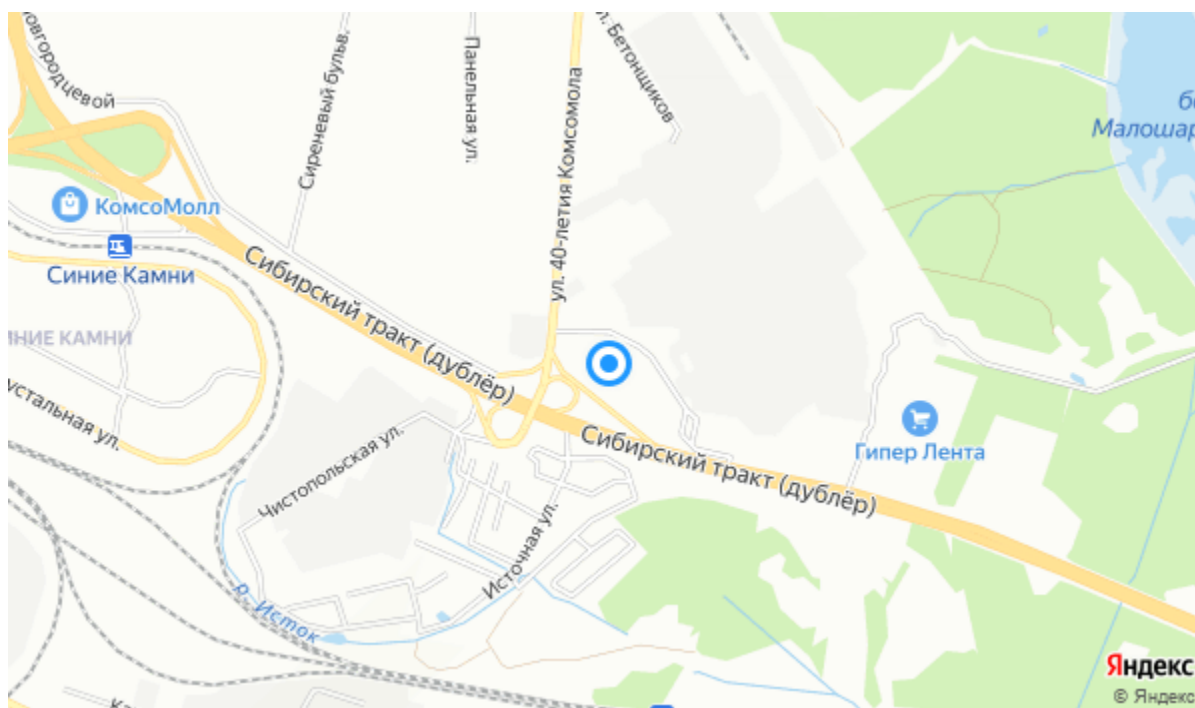 овгородцевой
Сиреневый бульв.
Панельная ул.
ул. 40-летия Комсомола
ул. Бетонщиков
Малошар
КомсоМолл
Синие Камни
ИНИЕ КАМНИ
Сибирский тракт (дублёр)
устальная ул.
Чистопольская ул.
Сибирский тракт (дублёр)
Гипер Лента
Источная ул.
р. Исток
Яндекс
© Яндекс